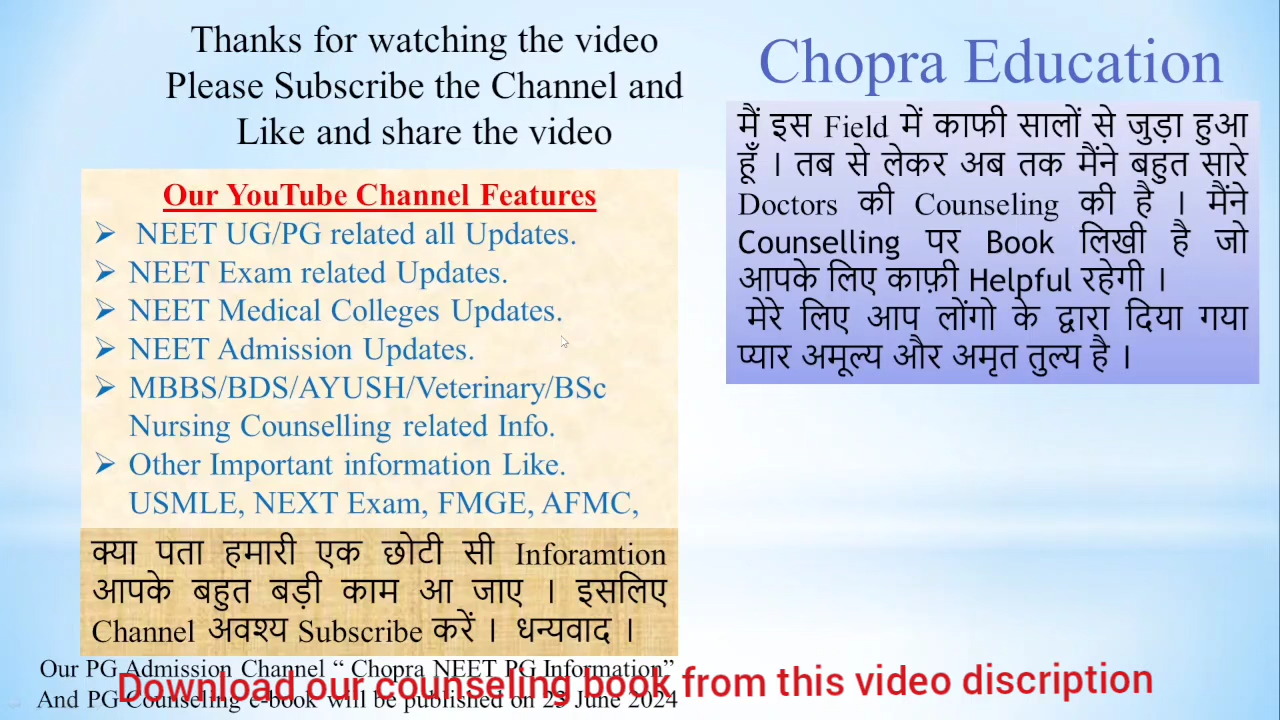 Thanks for watching the video
Please Subscribe the Channel and
Like and share the video
Our YouTube Channel Features
➢ NEET UG/PG related all Updates.
➢ NEET Exam related Updates.
➢ NEET Medical Colleges Updates.
➢ NEET Admission Updates.
➢ MBBS/BDS/AYUSH/Veterinary/BSc
Nursing Counselling related Info.
➢ Other Important information Like.
USMLE, NEXT Exam, FMGE, AFMC,
क्या पता हमारी एक छोटी सी Inforamtion
आपके बहुत बड़ी काम आ जाए । इसलिए
Channel अवश्य Subscribe करें । धन्यवाद ।
Our PG Admission Channel “ Chopra NEET PG Information”
And PG Counseling e-book will be published on 23 June 2024
Chopra Education
मैं इस Field में काफी सालों से जुड़ा हुआ
हूँ । तब से लेकर अब तक मैंने बहुत सारे
Doctors की Counseling की है । मैंने
Counselling पर Book लिखी है जो
आपके लिए काफ़ी Helpful रहेगी ।
मेरे लिए आप लोंगो के द्वारा दिया गया
प्यार अमूल्य और अमृत तुल्य है ।
Download our counseling book from this video discription